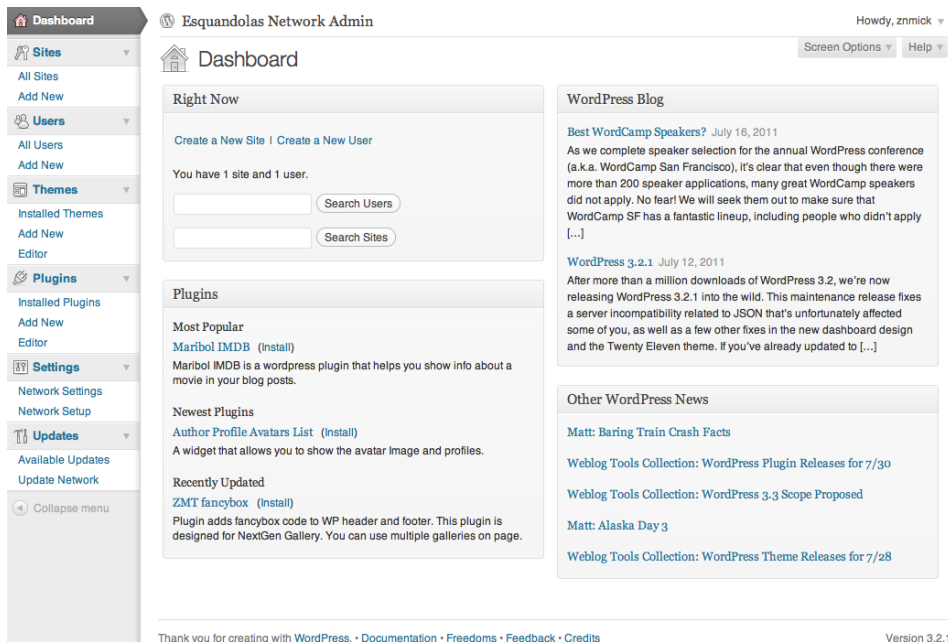 Dashboard
Sites
All Sites
Add New
Users
All Users
Add New
Themes
Installed Themes
Add New
Editor
Plugins
Installed Plugins
Add New
Editor
Settings
Network Settings
Network Setup
Updates
Available Updates
Update Network
Collapse menu
Esquandolas Network Admin
Howdy, znmick
Screen Options
Help
Dashboard
Right Now
Create a New Site | Create a New User
You have 1 site and 1 user.
Search Users
Search Sites
Plugins
Most Popular
Maribol IMDB (Install)
Maribol IMDB is a wordpress plugin that helps you show info about a
movie in your blog posts.
Newest Plugins
Author Profile Avatars List (Install)
A widget that allows you to show the avatar Image and profiles.
Recently Updated
ZMT fancybox (Install)
Plugin adds fancybox code to WP header and footer. This plugin is
designed for NextGen Gallery. You can use multiple galleries on page.
WordPress Blog
Best WordCamp Speakers? July 16, 2011
As we complete speaker selection for the annual WordPress conference
(a.k.a. WordCamp San Francisco), it's clear that even though there were
more than 200 speaker applications, many great WordCamp speakers
did not apply. No fear! We will seek them out to make sure that
WordCamp SF has a fantastic lineup, including people who didn't apply
[...]
WordPress 3.2.1 July 12, 2011
After more than a million downloads of WordPress 3.2, we're now
releasing WordPress 3.2.1 into the wild. This maintenance release fixes
a server incompatibility related to JSON that's unfortunately affected
some of you, as well as a few other fixes in the new dashboard design
and the Twenty Eleven theme. If you've already updated to [...]
Other WordPress News
Matt: Baring Train Crash Facts
Weblog Tools Collection: WordPress Plugin Releases for 7/30
Weblog Tools Collection: WordPress 3.3 Scope Proposed
Matt: Alaska Day 3
Weblog Tools Collection: WordPress Theme Releases for 7/28
Thank you for creating with WordPress. • Documentation • Freedoms • Feedback • Credits
Version 3.2.1